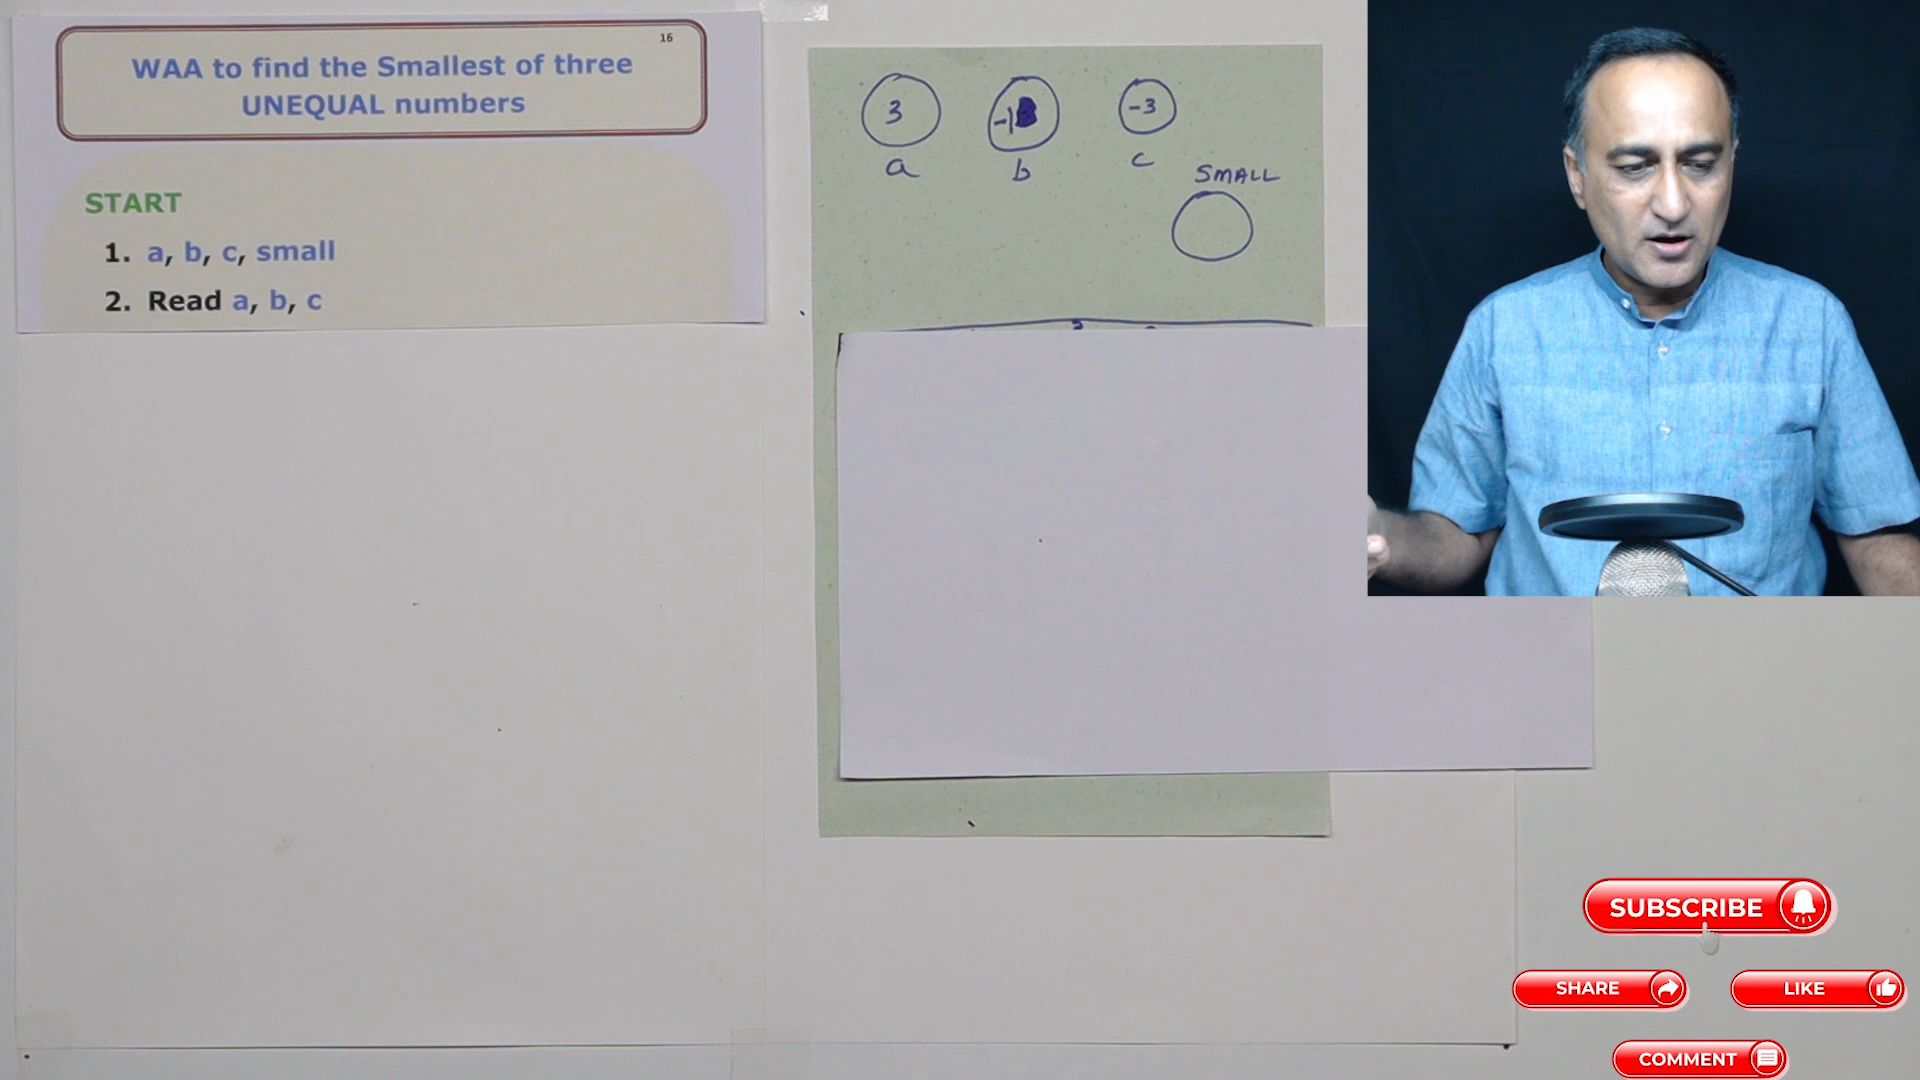 16
WAA to find the Smallest of three
UNEQUAL numbers
START
1. a, b, c, small
2. Read a, b, c
3 -1 -3
a b c
SMALL
SUBSCRIBE
SHARE
LIKE
COMMENT